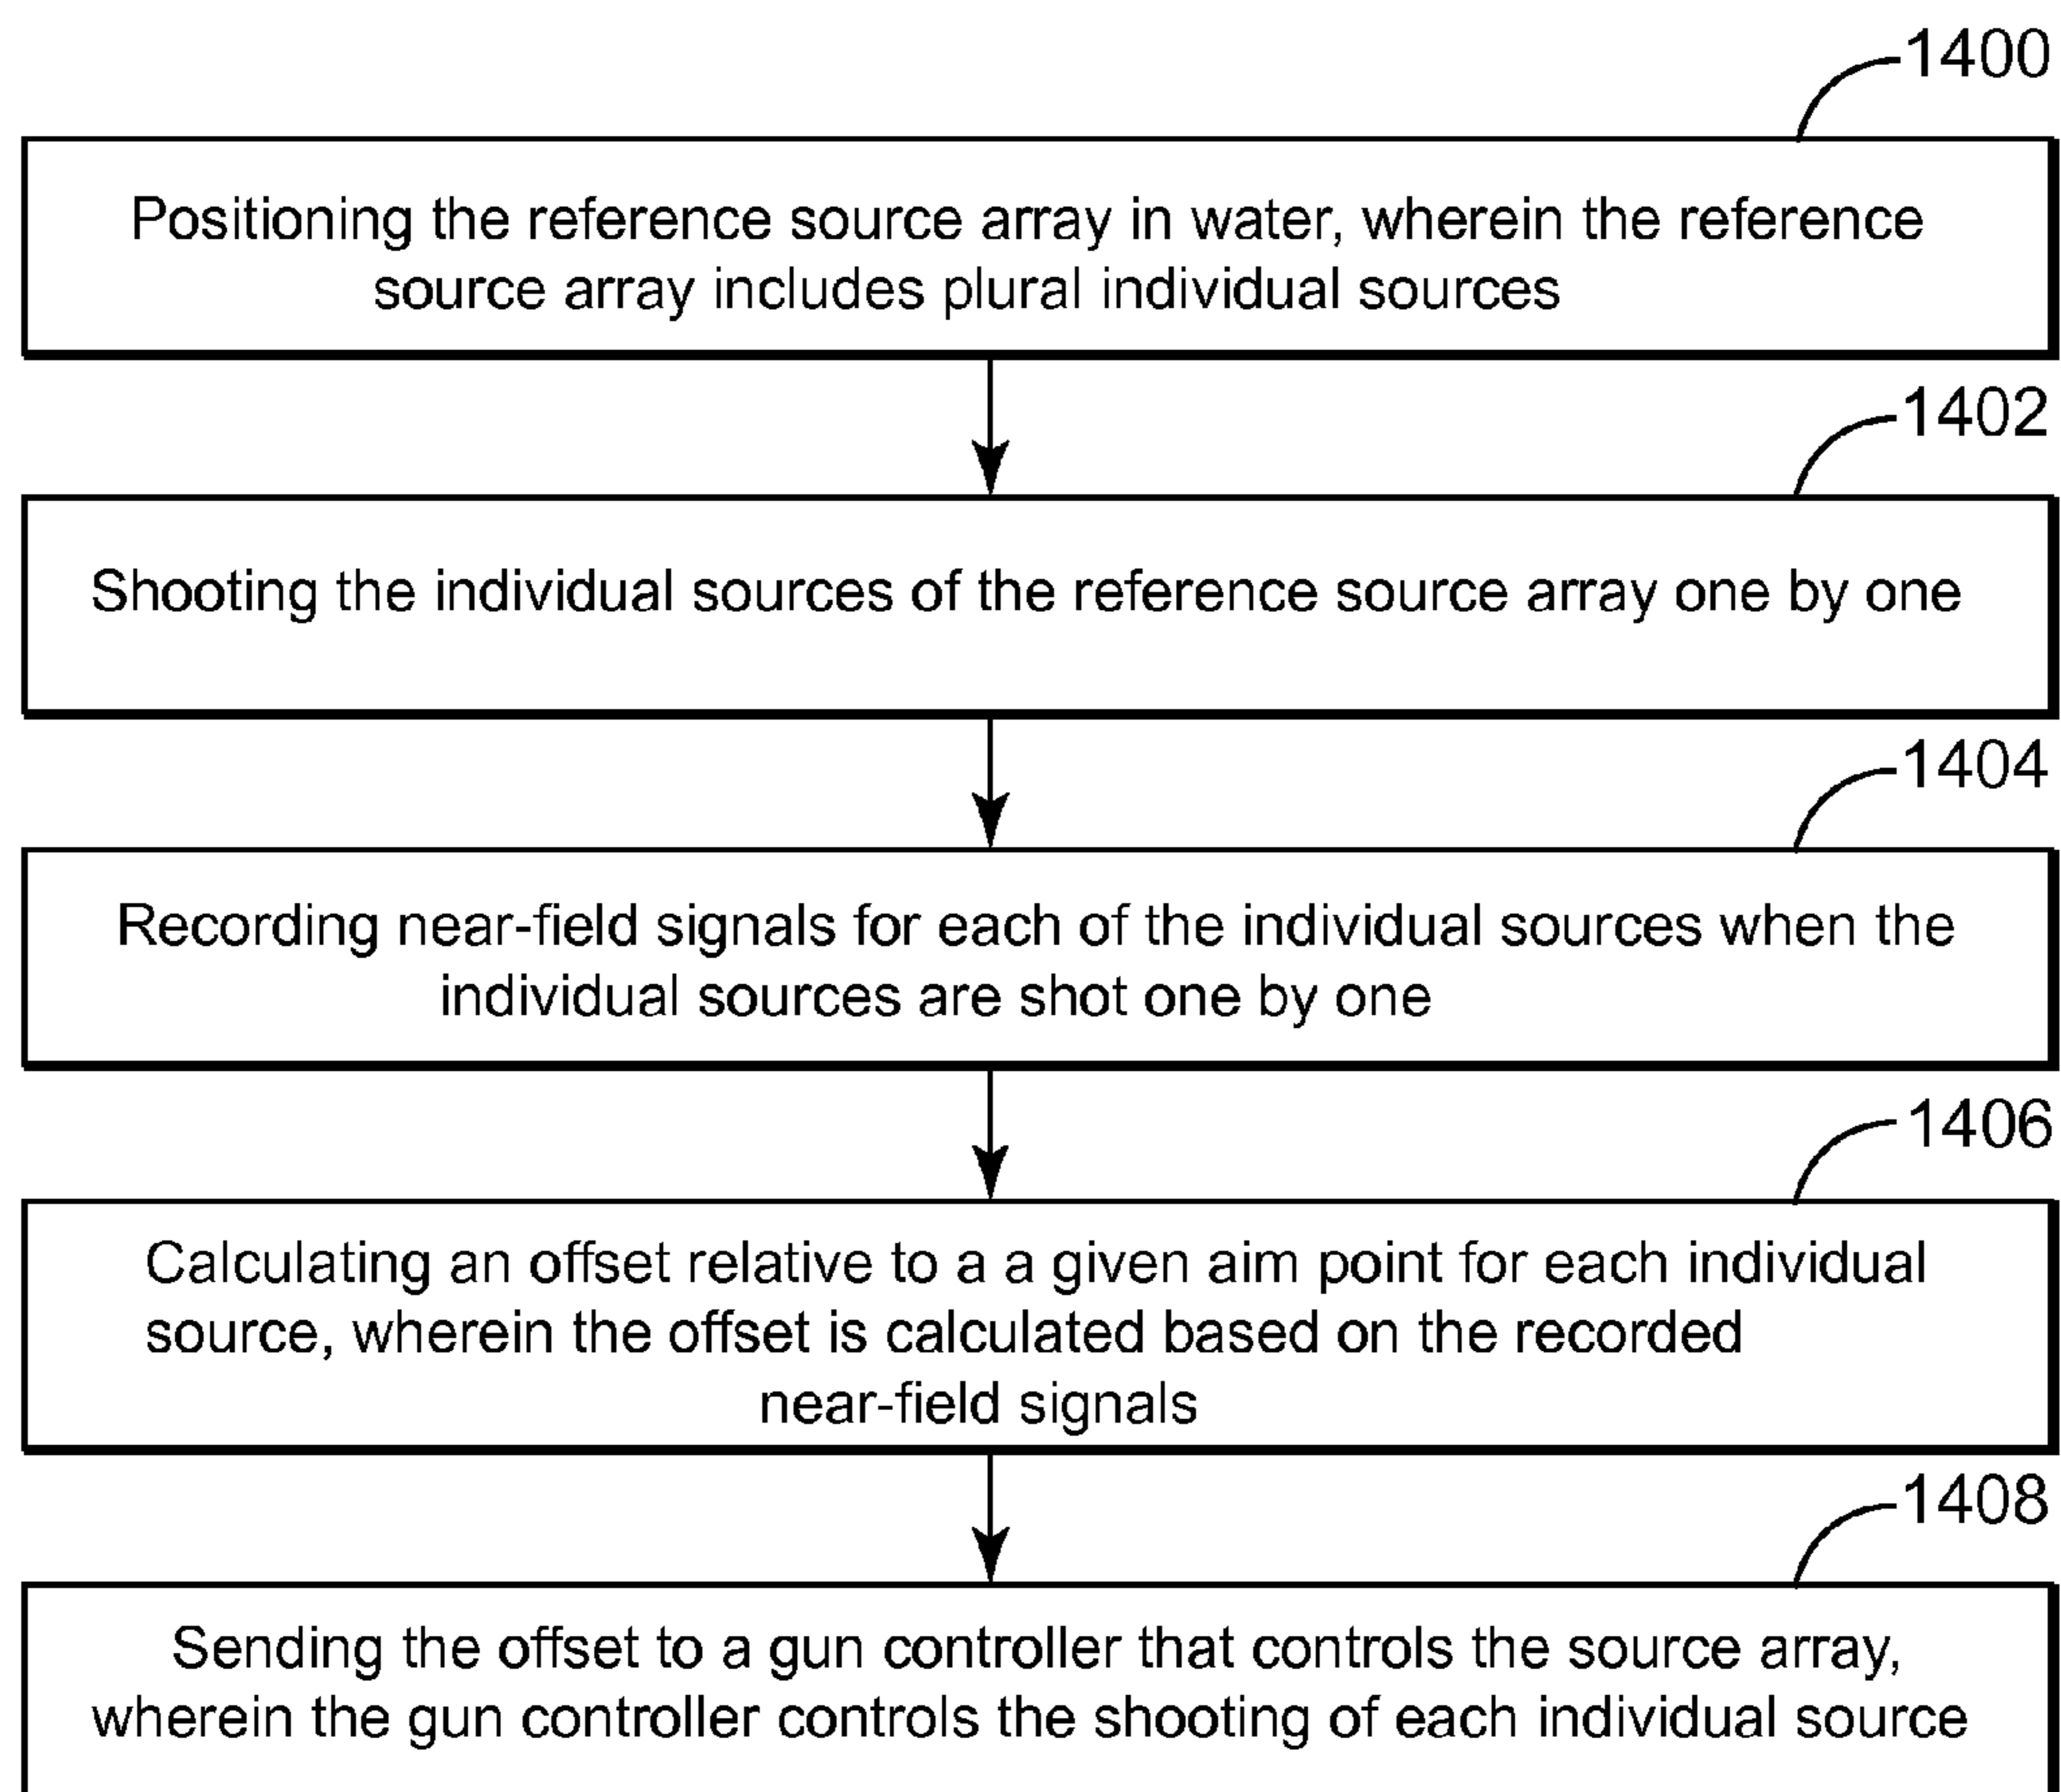 1400
Positioning the reference source array in water, wherein the reference
source array includes plural individual sources
1402
Shooting the individual sources of the reference source array one by one
1404
Recording near-field signals for each of the individual sources when the
individual sources are shot one by one
1406
Calculating an offset relative to a a given aim point for each individual
source, wherein the offset is calculated based on the recorded
near-field signals
1408
Sending the offset to a gun controller that controls the source array,
wherein the gun controller controls the shooting of each individual source